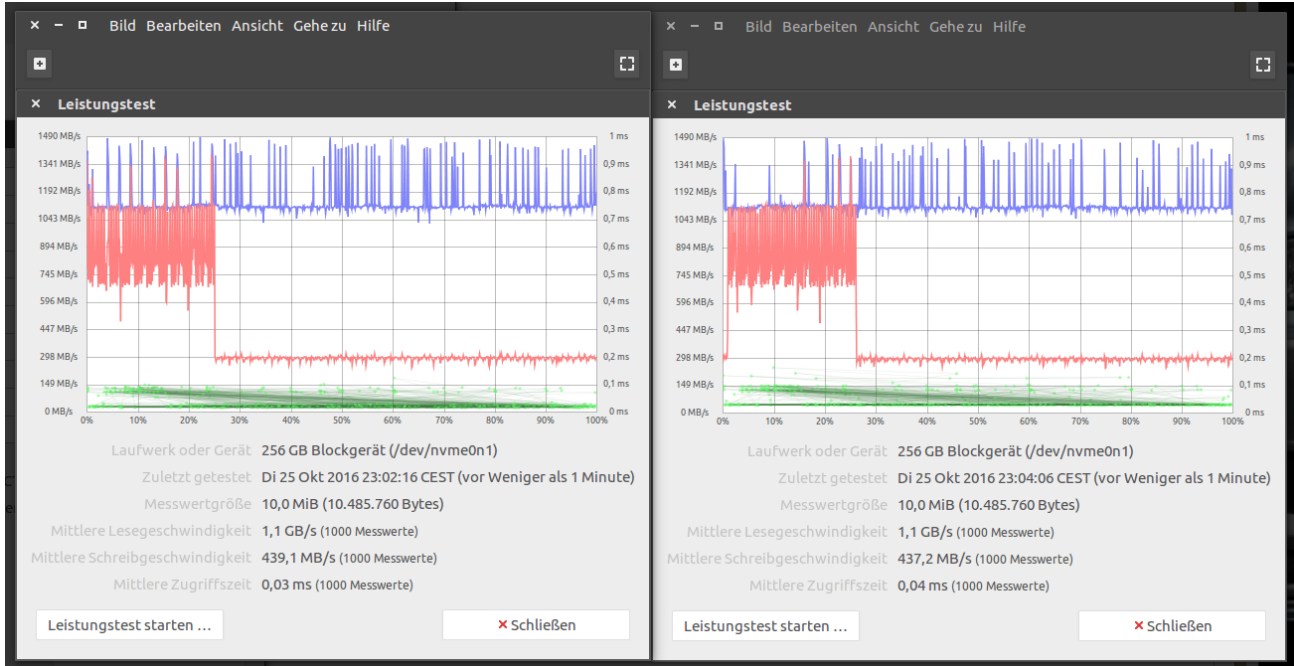 Bild Bearbeiten Ansicht Gehe zu Hilfe
Leistungstest
1490 MB/s
1341 MB/s
1192 MB/s
1043 MB/s
894 MB/s
745 MB/s
596 MB/s
447 MB/s
298 MB/s
149 MB/s
0 MB/s
1 ms
0,9 ms
0,8 ms
0,7 ms
0,6 ms
0,5 ms
0,4 ms
0,3 ms
0,2 ms
0,1 ms
0 ms
0% 10% 20% 30% 40% 50% 60% 70% 80% 90% 100%
Laufwerk oder Gerät 256 GB Blockgerät (/dev/nvme0n1)
Zuletzt getestet Di 25 Okt 2016 23:02:16 CEST (vor Weniger als 1 Minute)
Messwertgröße 10,0 MiB (10.485.760 Bytes)
Mittlere Lesegeschwindigkeit 1,1 GB/s (1000 Messwerte)
Mittlere Schreibgeschwindigkeit 439,1 MB/s (1000 Messwerte)
Mittlere Zugriffszeit 0,03 ms (1000 Messwerte)
Leistungstest starten ... Schließen
Bild Bearbeiten Ansicht Gehe zu Hilfe
Leistungstest
1490 MB/s
1341 MB/s
1192 MB/s
1043 MB/s
894 MB/s
745 MB/s
596 MB/s
447 MB/s
298 MB/s
149 MB/s
0 MB/s
1 ms
0,9 ms
0,8 ms
0,7 ms
0,6 ms
0,5 ms
0,4 ms
0,3 ms
0,2 ms
0,1 ms
0 ms
0% 10% 20% 30% 40% 50% 60% 70% 80% 90% 100%
Laufwerk oder Gerät 256 GB Blockgerät (/dev/nvme0n1)
Zuletzt getestet Di 25 Okt 2016 23:04:06 CEST (vor Weniger als 1 Minute)
Messwertgröße 10,0 MiB (10.485.760 Bytes)
Mittlere Lesegeschwindigkeit 1,1 GB/s (1000 Messwerte)
Mittlere Schreibgeschwindigkeit 437,2 MB/s (1000 Messwerte)
Mittlere Zugriffszeit 0,04 ms (1000 Messwerte)
Leistungstest starten ... Schließen